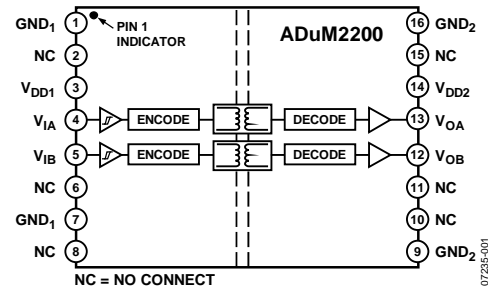 GND1 1 PIN 1 INDICATOR ADuM2200 16 GND2
NC 2 15 NC
VDD1 3 14 VDD2
VIA 4 ENCODE DECODE 13 VOA
VIB 5 ENCODE DECODE 12 VOB
NC 6 11 NC
GND1 7 10 NC
NC 8 9 GND2
NC = NO CONNECT
07235-001